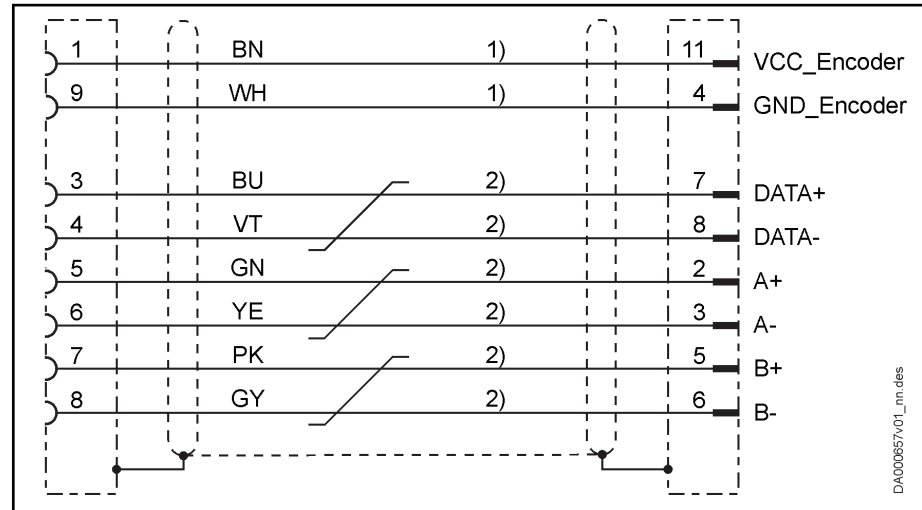 1 BN 1) 11 VCC_Encoder
9 WH 1) 4 GND_Encoder
3 BU 2) 7 DATA+
4 VT 2) 8 DATA-
5 GN 2) 2 A+
6 YE 2) 3 A-
7 PK 2) 5 B+
8 GY 2) 6 B-
DA000657v01_nn.des